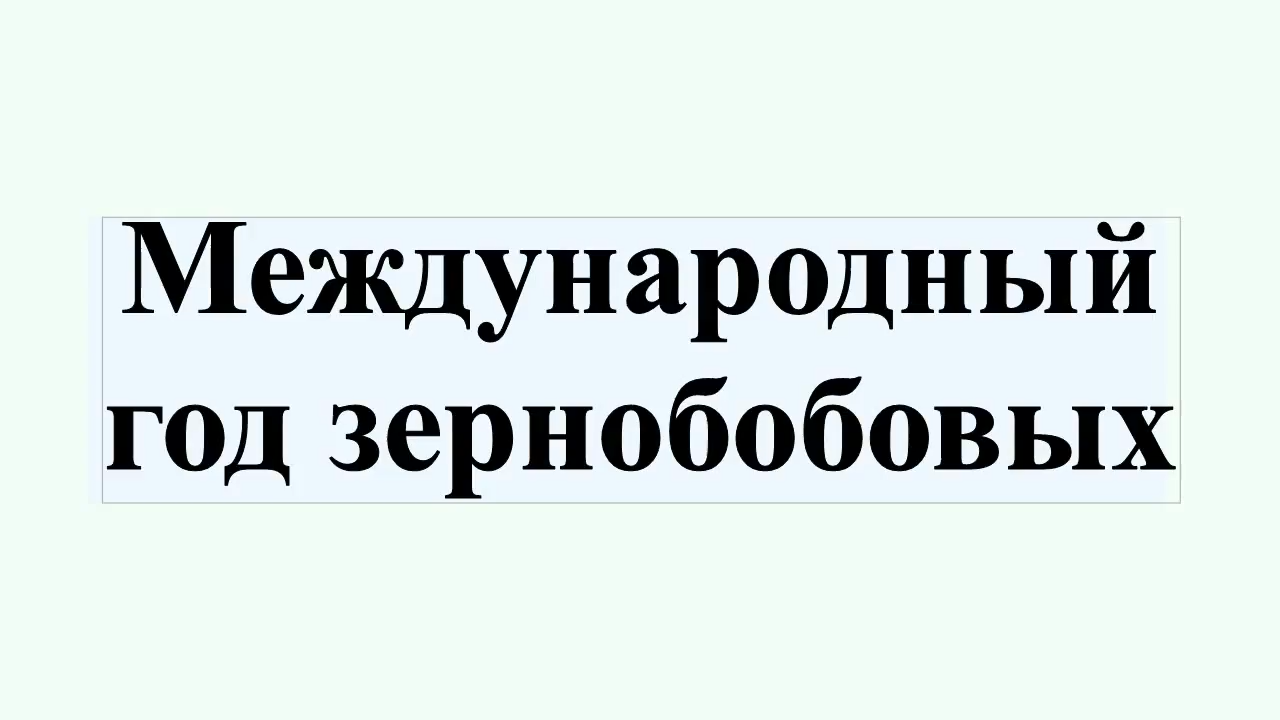 Международный
год зернобобовых